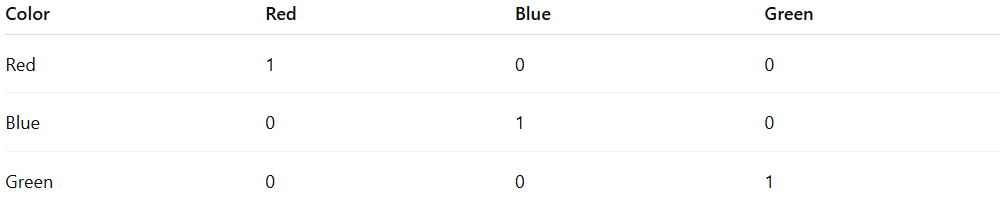 Color Red Blue Green
Red 1 0 0
Blue 0 1 0
Green 0 0 1